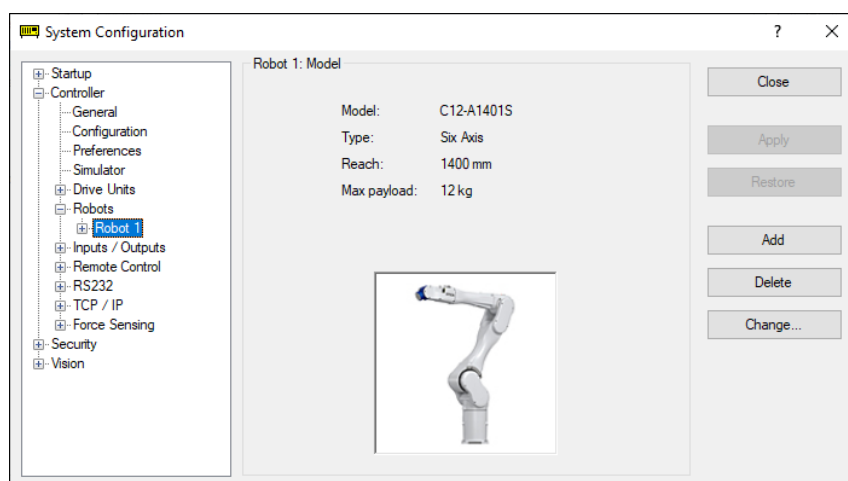 System Configuration
?
Startup
Controller
General
Configuration
Preferences
Simulator
Drive Units
Robots
Robot 1
Inputs / Outputs
Remote Control
RS232
TCP / IP
Force Sensing
Security
Vision
Robot 1: Model
Model: C12-A1401S
Type: Six Axis
Reach: 1400 mm
Max payload: 12 kg
Close
Apply
Restore
Add
Delete
Change...